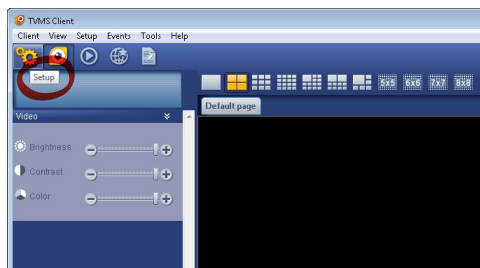 TVMS Client
Client View Setup Events Tools Help
Setup
5x5 6x6 7x7 8x8
Default page
Video
Brightness
Contrast
Color